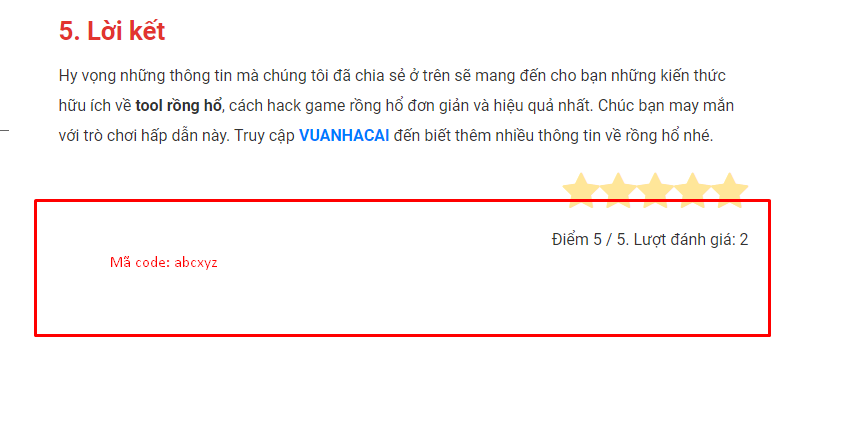 5. Lời kết
Hy vọng những thông tin mà chúng tôi đã chia sẻ ở trên sẽ mang đến cho bạn những kiến thức
hữu ích về tool rồng hổ, cách hack game rồng hổ đơn giản và hiệu quả nhất. Chúc bạn may mắn
với trò chơi hấp dẫn này. Truy cập VUANHACAI đến biết thêm nhiều thông tin về rồng hổ nhé.
Điểm 5 / 5. Lượt đánh giá: 2
Mã code: abcxyz